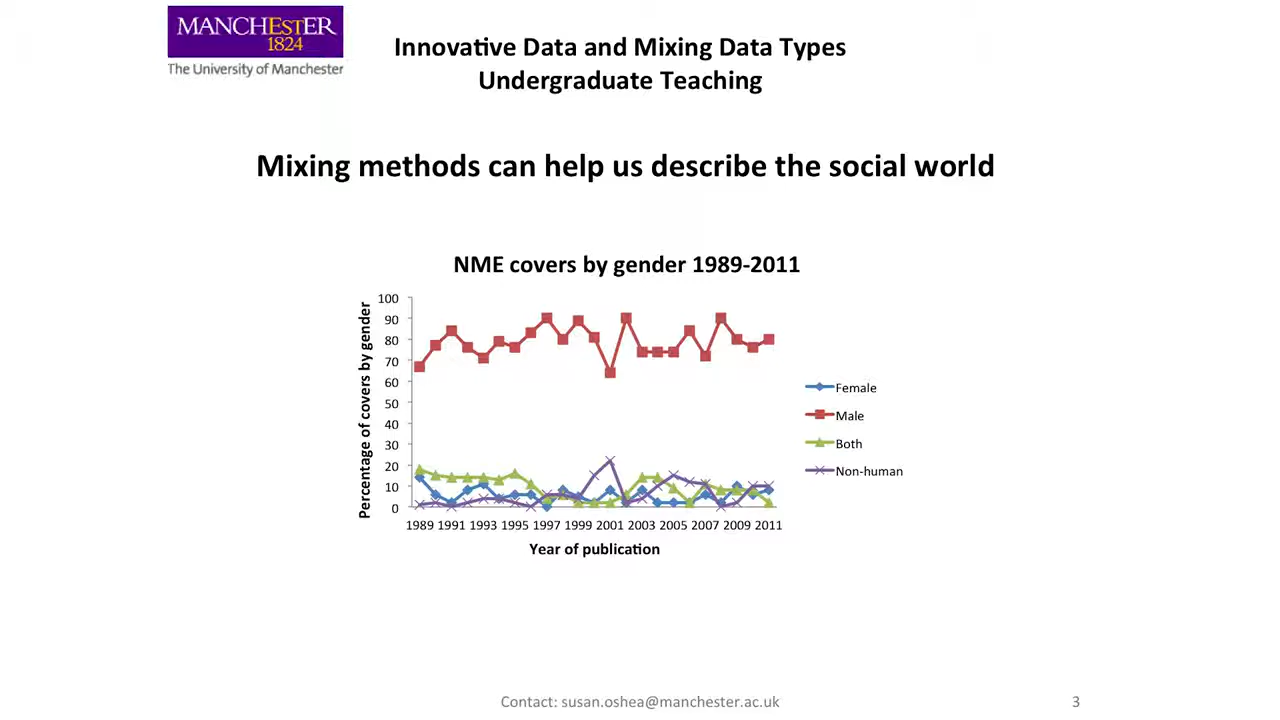 MANCHESTER
1824
The University of Manchester
Innovative Data and Mixing Data Types
Undergraduate Teaching
Mixing methods can help us describe the social world
NME covers by gender 1989-2011
Percentage of covers by gender
100
90
80
70
60
50
40
30
20
10
0
1989 1991 1993 1995 1997 1999 2001 2003 2005 2007 2009 2011
Year of publication
Female
Male
Both
Non-human
Contact: susan.oshea@manchester.ac.uk
3